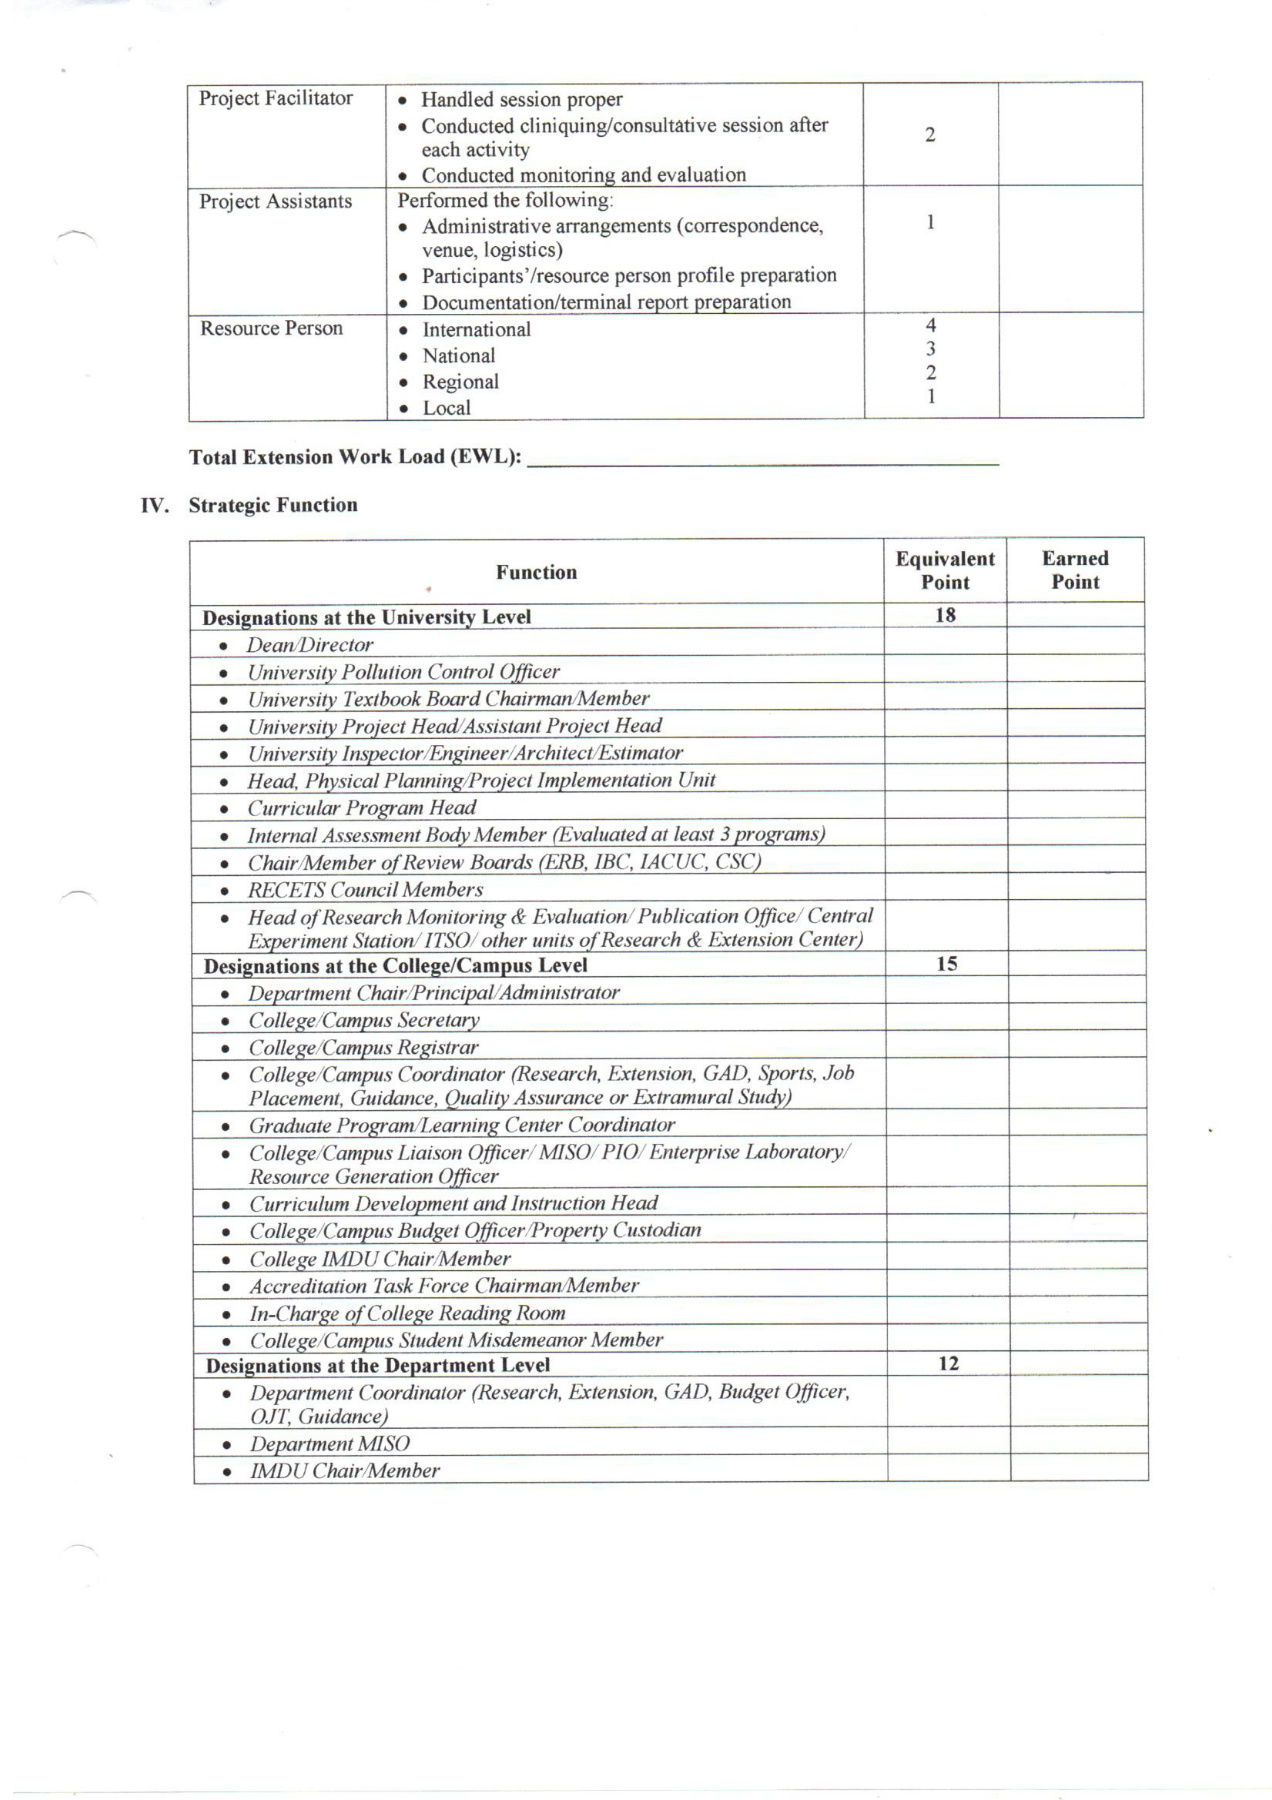 Project Facilitator
• Handled session proper
• Conducted cliniquing/consultative session after
each activity
• Conducted monitoring and evaluation
2
Project Assistants
Performed the following:
• Administrative arrangements (correspondence,
venue, logistics)
• Participants'/resource person profile preparation
• Documentation/terminal report preparation
1
Resource Person
• International
• National
• Regional
• Local
4
3
2
1
Total Extension Work Load (EWL):
IV. Strategic Function
Function
Equivalent
Point
Earned
Point
Designations at the University Level 18
• Dean/Director
• University Pollution Control Officer
• University Textbook Board Chairman/Member
• University Project Head/Assistant Project Head
• University Inspector/Engineer/Architect/Estimator
• Head, Physical Planning/Project Implementation Unit
• Curricular Program Head
• Internal Assessment Body Member (Evaluated at least 3 programs)
• Chair/Member of Review Boards (ERB, IBC, IACUC, CSC)
• RECETS Council Members
• Head of Research Monitoring & Evaluation/ Publication Office/ Central
Experiment Station/ ITSO/ other units of Research & Extension Center)
Designations at the College/Campus Level 15
• Department Chair/Principal/Administrator
• College/Campus Secretary
• College/Campus Registrar
• College/Campus Coordinator (Research, Extension, GAD, Sports, Job
Placement, Guidance, Quality Assurance or Extramural Study)
• Graduate Program/Learning Center Coordinator
• College/Campus Liaison Officer/ MISO/ PIO/ Enterprise Laboratory/
Resource Generation Officer
• Curriculum Development and Instruction Head
• College/Campus Budget Officer/Property Custodian
• College IMDU Chair/Member
• Accreditation Task Force Chairman/Member
• In-Charge of College Reading Room
• College/Campus Student Misdemeanor Member
Designations at the Department Level 12
• Department Coordinator (Research, Extension, GAD, Budget Officer,
OJT, Guidance)
• Department MISO
• IMDU Chair/Member